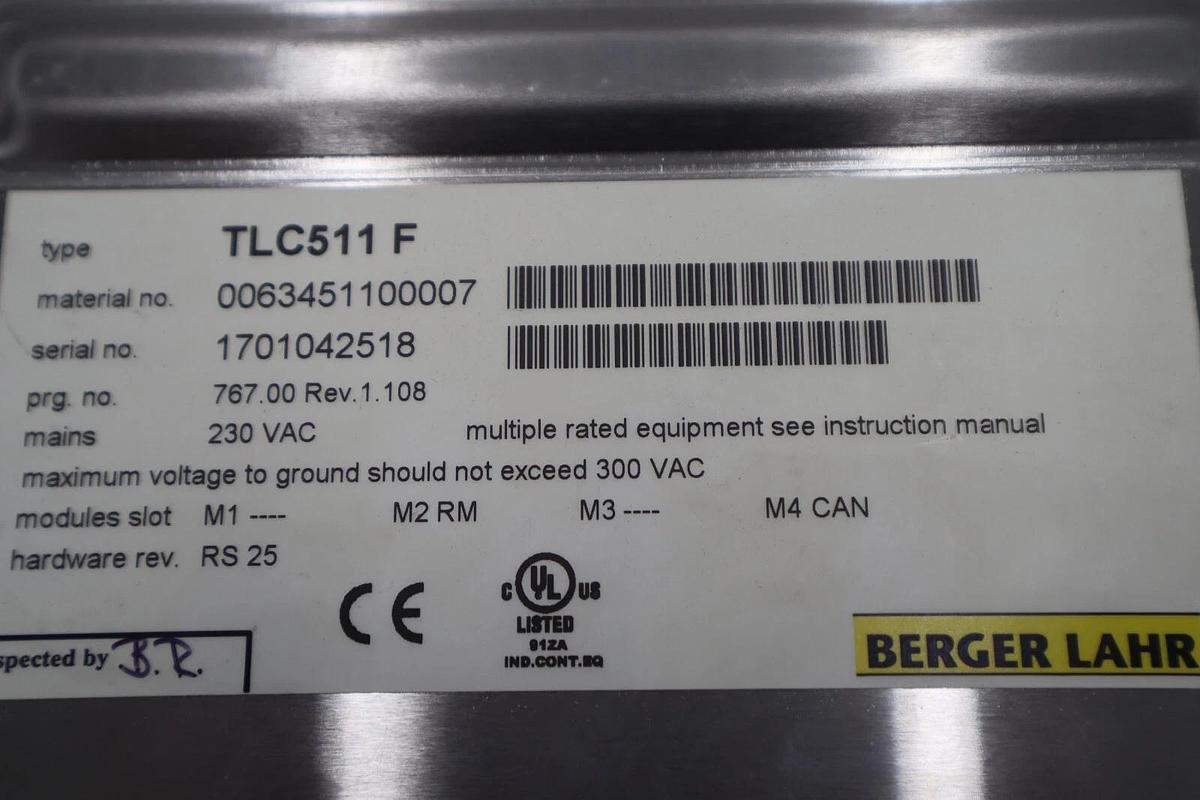 type TLC511 F
material no. 0063451100007
serial no. 1701042518
prg. no. 767.00 Rev.1.108
mains 230 VAC multiple rated equipment see instruction manual
maximum voltage to ground should not exceed 300 VAC
modules slot M1 ---- M2 RM M3 ---- M4 CAN
hardware rev. RS 25
CE
C UL US
LISTED
91ZA
IND.CONT.EQ
spected by B.R.
BERGER LAHR